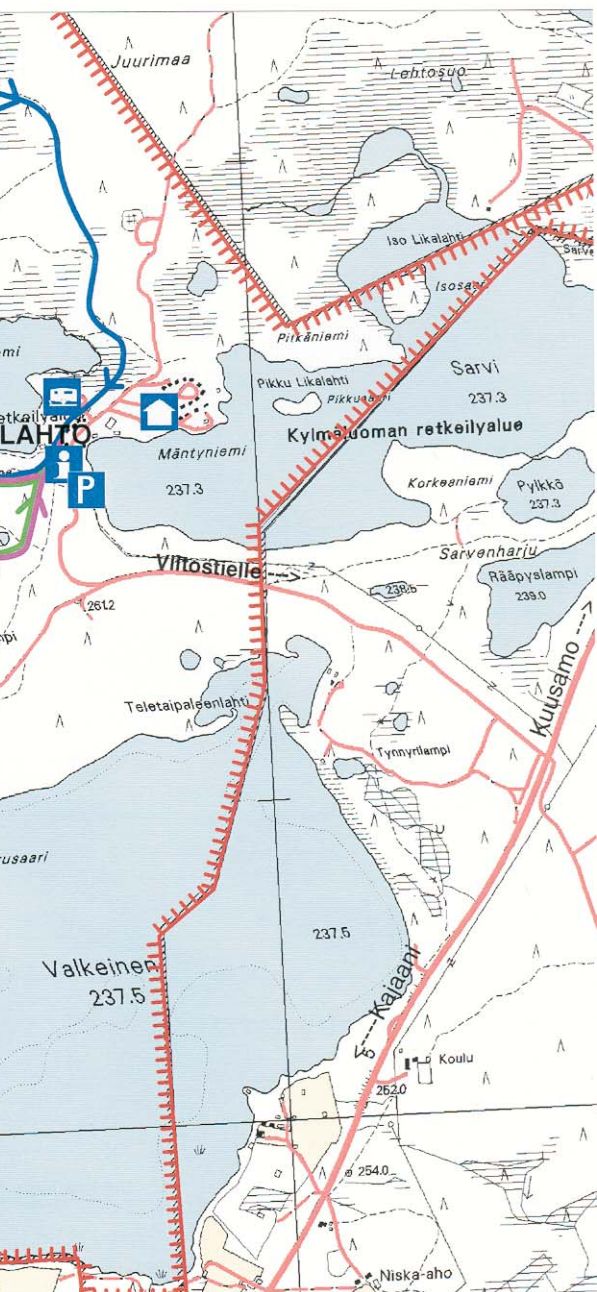 Juurimaa
Lehtosuo
Iso Likalahti
Isosaari
Pitkäniemi
Pikku Likalahti
Sarvi
237.3
LAHTÖ
Kylmäluoman retkeilyalue
Mäntyniemi
237.3
Korkeaniemi
Pylkkö
237.3
P
Sarvenharju
Viitostielle
Rääpyslampi
239.0
238.5
261.2
Kuusamo
Teletaipaleenlahti
Tynnyrilampi
237.5
Valkeinen
237.5
Kajaani
5
Koulu
252.0
254.0
Niska-aho